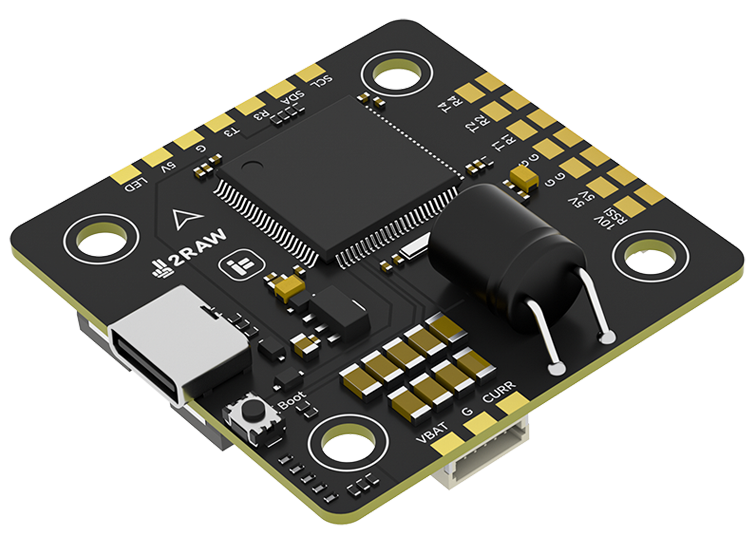 SCL
SDA
R3
T3
G
5V
LED
R4
T4
R2
T2
R1
T1
G
G
G
G
5V
5V
10V
RSSI
2RAW
Boot
VBAT
G
CURR